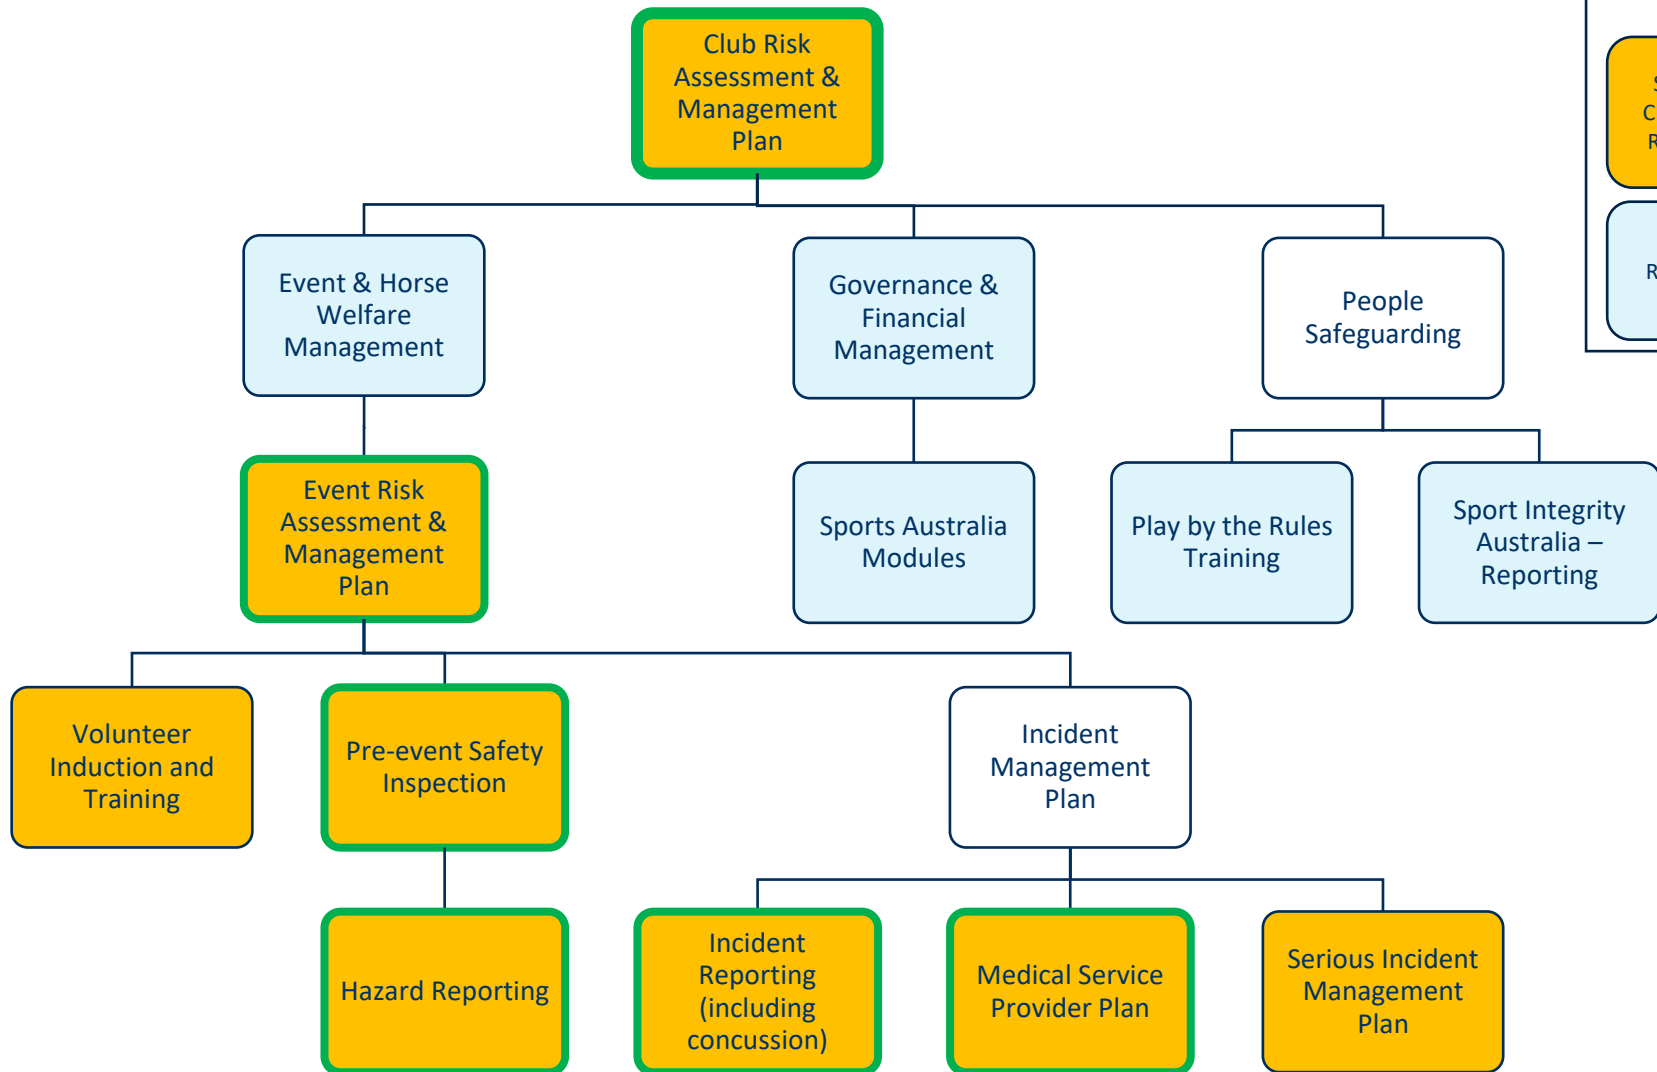 Club Risk
Assessment &
Management
Plan
Event & Horse
Welfare
Management
Governance &
Financial
Management
People
Safeguarding
Event Risk
Assessment &
Management
Plan
Sports Australia
Modules
Play by the Rules
Training
Sport Integrity
Australia –
Reporting
Volunteer
Induction and
Training
Pre-event Safety
Inspection
Incident
Management
Plan
Hazard Reporting
Incident
Reporting
(including
concussion)
Medical Service
Provider Plan
Serious Incident
Management
Plan